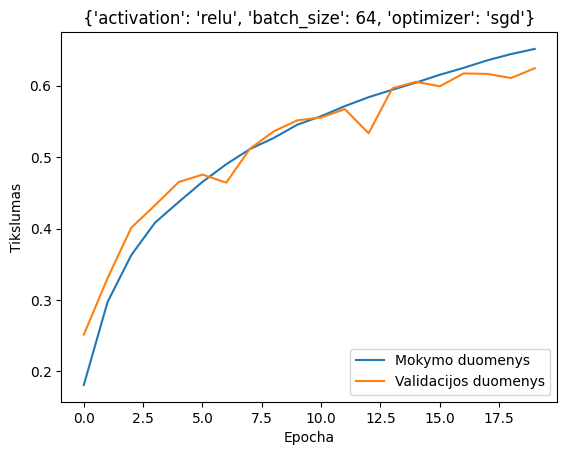 {'activation': 'relu', 'batch_size': 64, 'optimizer': 'sgd'}
Tikslumas
0.6
0.5
0.4
0.3
0.2
Mokymo duomenys
Validacijos duomenys
0.0 2.5 5.0 7.5 10.0 12.5 15.0 17.5
Epocha